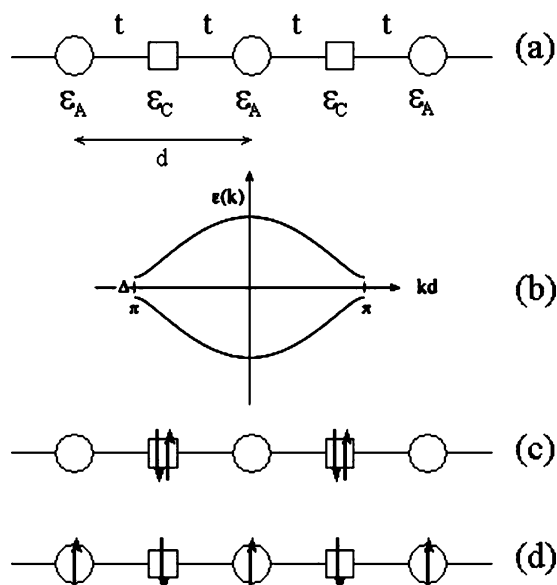 t t t t (a)
ε_A ε_C ε_A ε_C ε_A
d
ε(k)
Δ kd (b)
π π
(c)
(d)